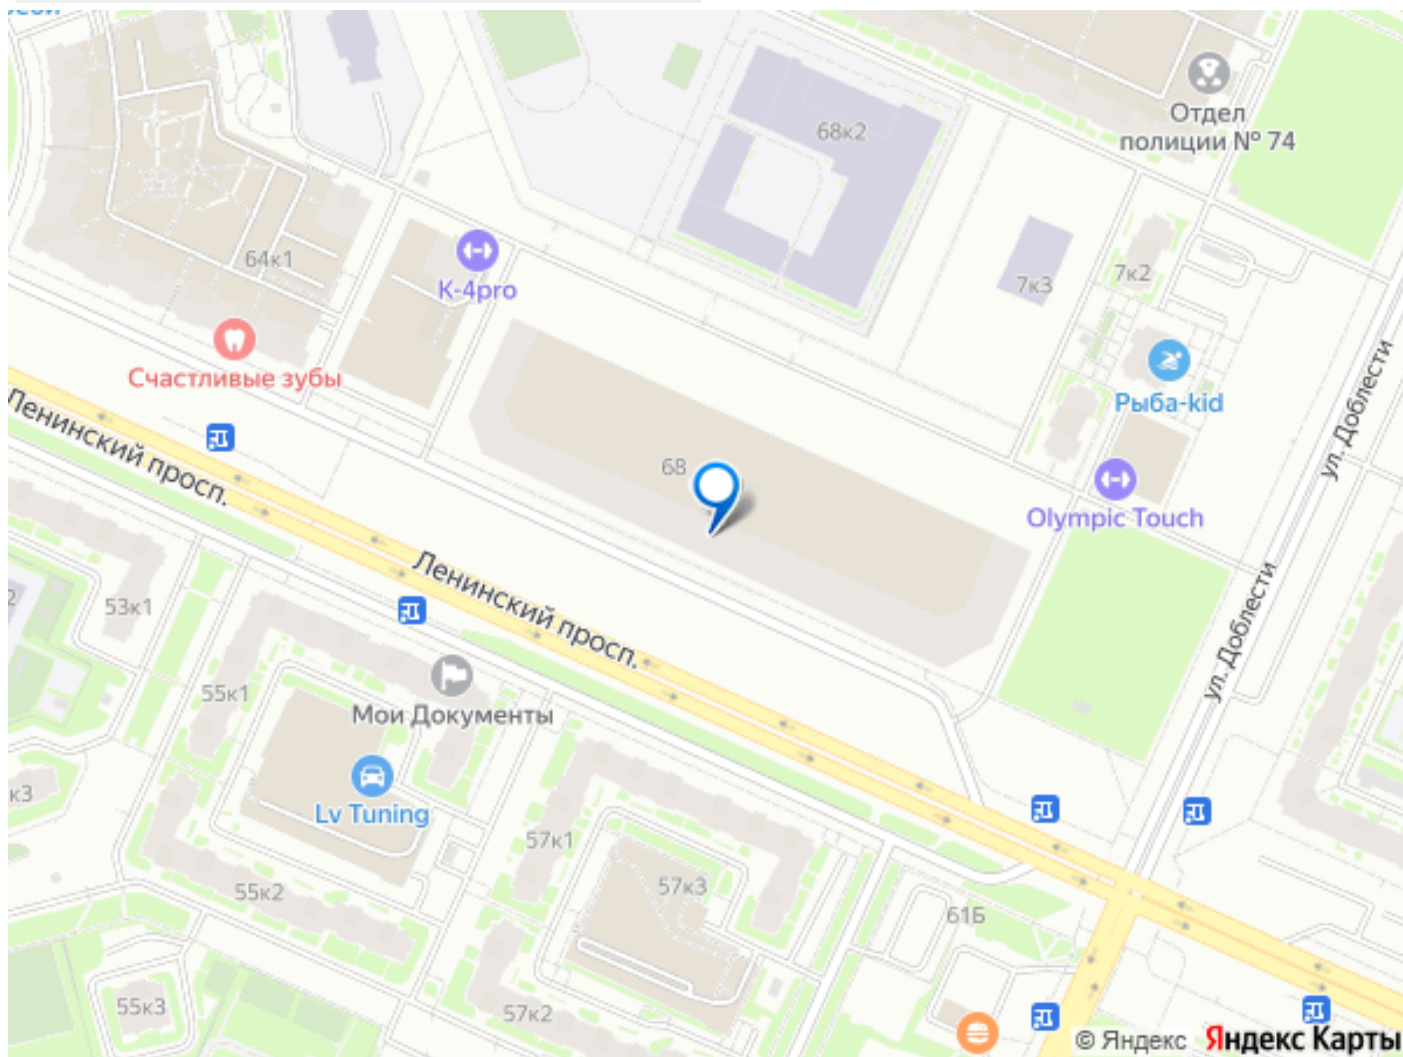 Отдел
полиции № 74
68к2
64к1
К-4pro
7к3
7к2
Счастливые зубы
Рыба-kid
ул. Доблести
Ленинский просп.
68
Olympic Touch
Ленинский просп.
ул. Доблести
53к1
55к1
Мои Документы
к3
Lv Tuning
57к1
55к2
57к3
61Б
55к3
57к2
© Яндекс Яндекс Карты